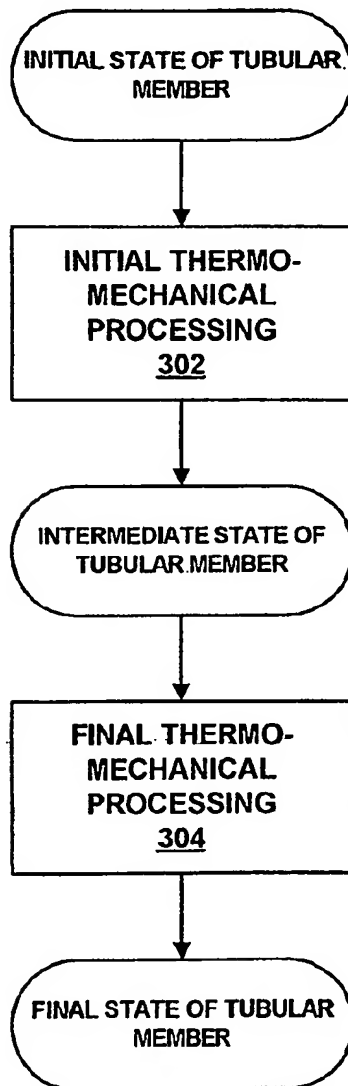 INITIAL STATE OF TUBULAR
MEMBER
INITIAL THERMO-
MECHANICAL
PROCESSING
302
INTERMEDIATE STATE OF
TUBULAR MEMBER
FINAL THERMO-
MECHANICAL
PROCESSING
304
FINAL STATE OF TUBULAR
MEMBER